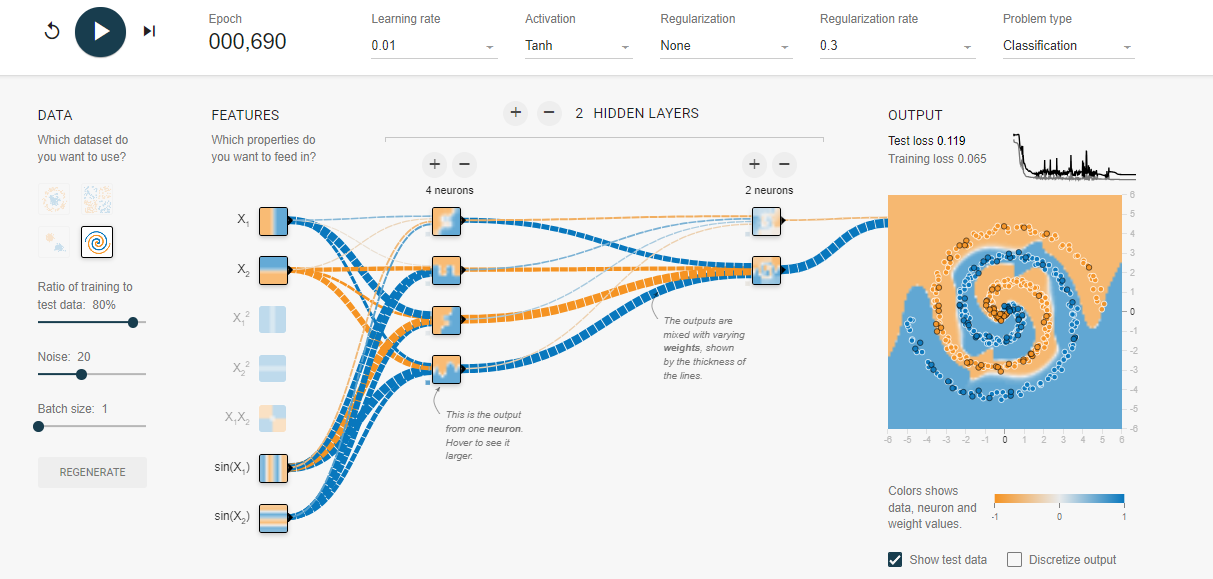 Epoch
000,690
Learning rate
0.01
Activation
Tanh
Regularization
None
Regularization rate
0.3
Problem type
Classification
DATA
Which dataset do
you want to use?
Ratio of training to
test data: 80%
Noise: 20
Batch size: 1
REGENERATE
FEATURES
Which properties do
you want to feed in?
X₁
X₂
X₁²
X₂²
X₁X₂
sin(X₁)
sin(X₂)
+ − 2 HIDDEN LAYERS
+ −
4 neurons
+ −
2 neurons
The outputs are
mixed with varying
weights, shown
by the thickness of
the lines.
This is the output
from one neuron.
Hover to see it
larger.
OUTPUT
Test loss 0.119
Training loss 0.065
6
5
4
3
2
1
0
-1
-2
-3
-4
-5
-6
-6 -5 -4 -3 -2 -1 0 1 2 3 4 5 6
Colors shows
data, neuron and
weight values.
-1 0 1
Show test data
Discretize output